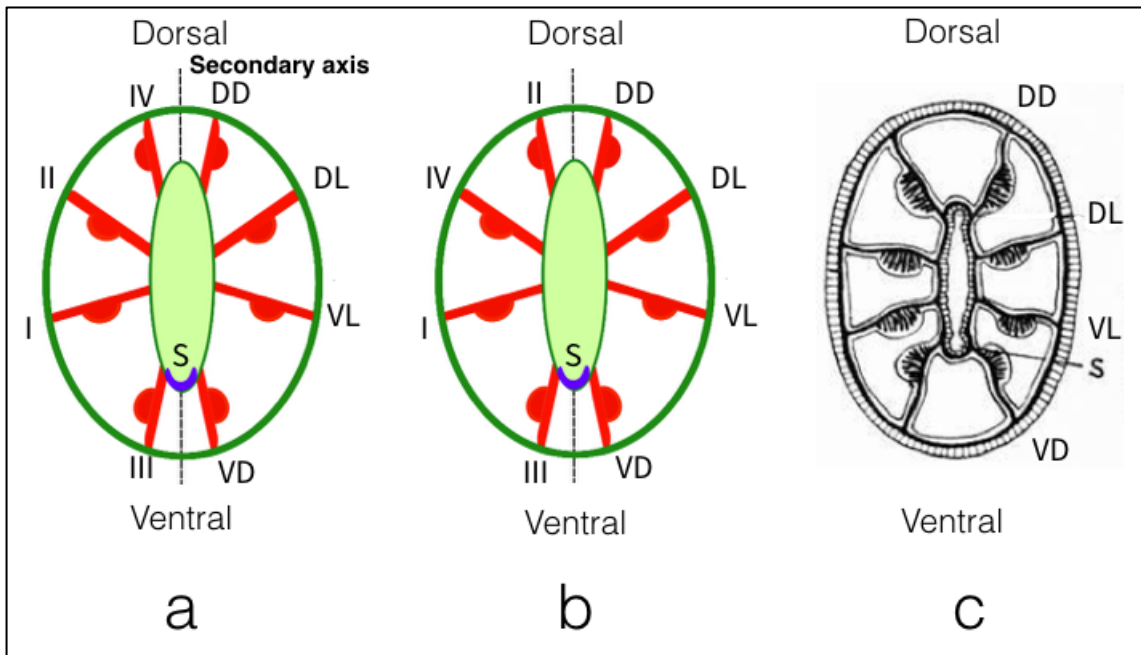 Dorsal
Secondary axis
IV DD
II DL
I VL
S
III VD
Ventral
a
Dorsal
II DD
IV DL
I VL
S
III VD
Ventral
b
Dorsal
DD
DL
VL
S
VD
Ventral
c